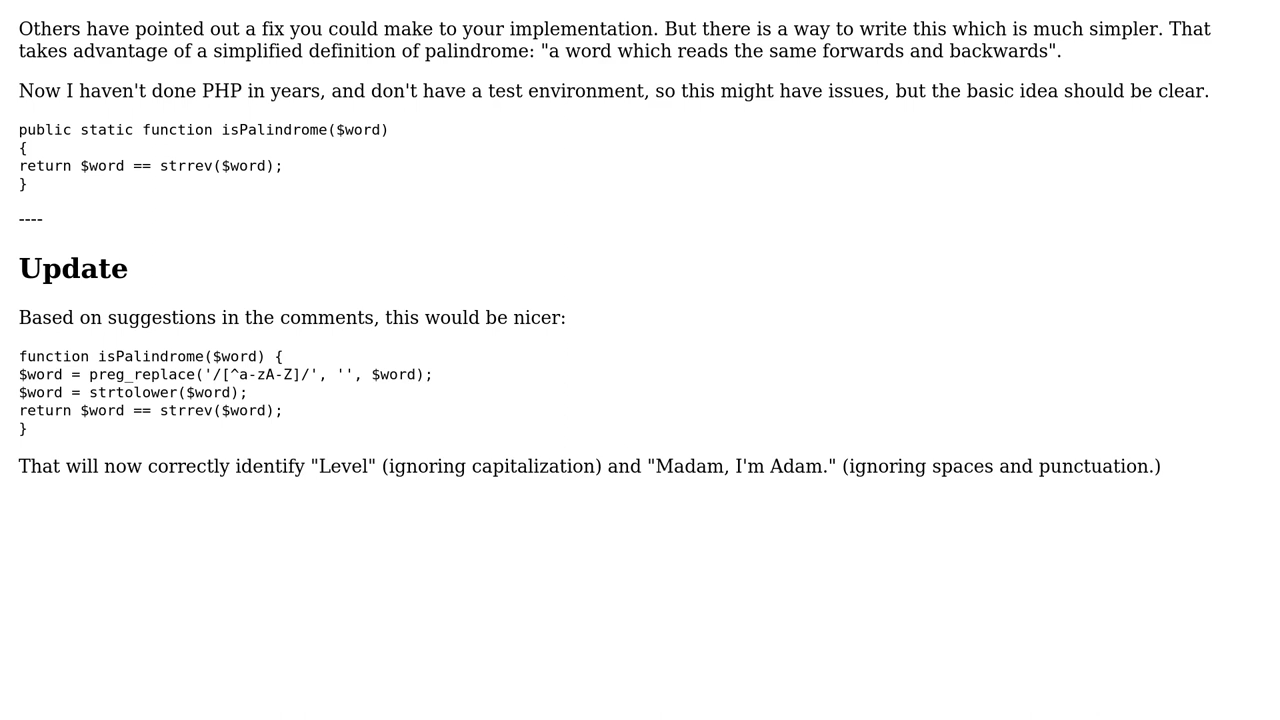 Others have pointed out a fix you could make to your implementation. But there is a way to write this which is much simpler. That
takes advantage of a simplified definition of palindrome: "a word which reads the same forwards and backwards".
Now I haven't done PHP in years, and don't have a test environment, so this might have issues, but the basic idea should be clear.
public static function isPalindrome($word)
{
return $word == strrev($word);
}
----
Update
Based on suggestions in the comments, this would be nicer:
function isPalindrome($word) {
$word = preg_replace('/[^a-zA-Z]/', '', $word);
$word = strtolower($word);
return $word == strrev($word);
}
That will now correctly identify "Level" (ignoring capitalization) and "Madam, I'm Adam." (ignoring spaces and punctuation.)